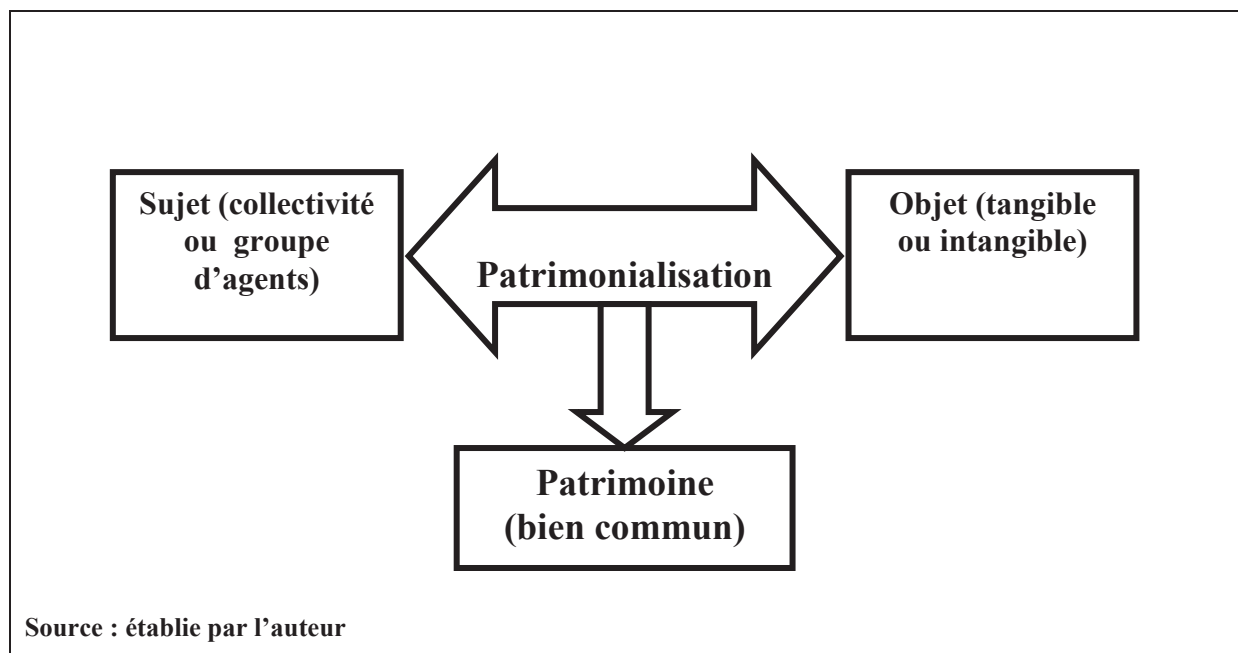 Sujet (collectivité
ou groupe
d’agents)
Patrimonialisation
Objet (tangible
ou intangible)
Patrimoine
(bien commun)
Source : établie par l’auteur